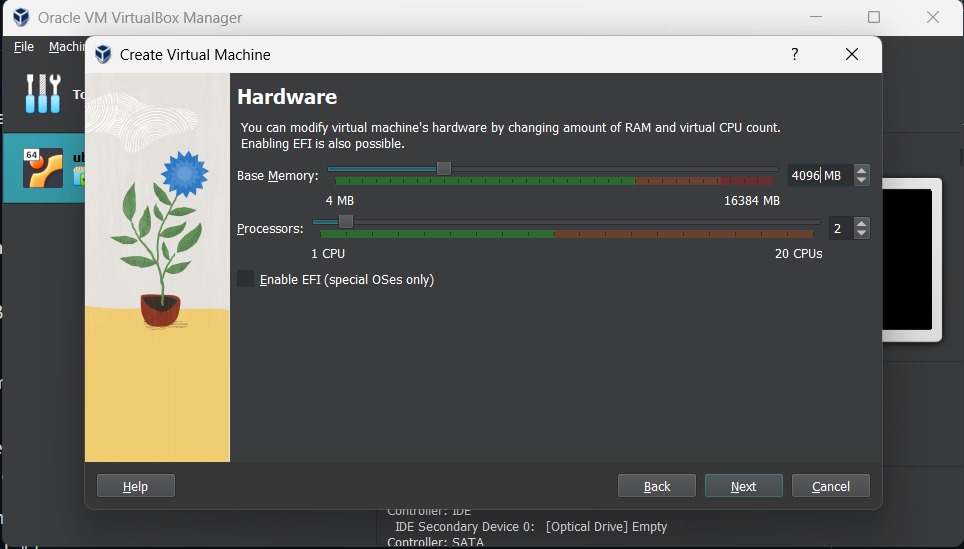 Oracle VM VirtualBox Manager
File
Create Virtual Machine
?
64
Hardware
You can modify virtual machine's hardware by changing amount of RAM and virtual CPU count.
Enabling EFI is also possible.
Base Memory:
4096 MB
4 MB
16384 MB
Processors:
2
1 CPU
20 CPUs
Enable EFI (special OSes only)
Help
Back
Next
Cancel
Controller: IDE
IDE Secondary Device 0: [Optical Drive] Empty
Controller: SATA